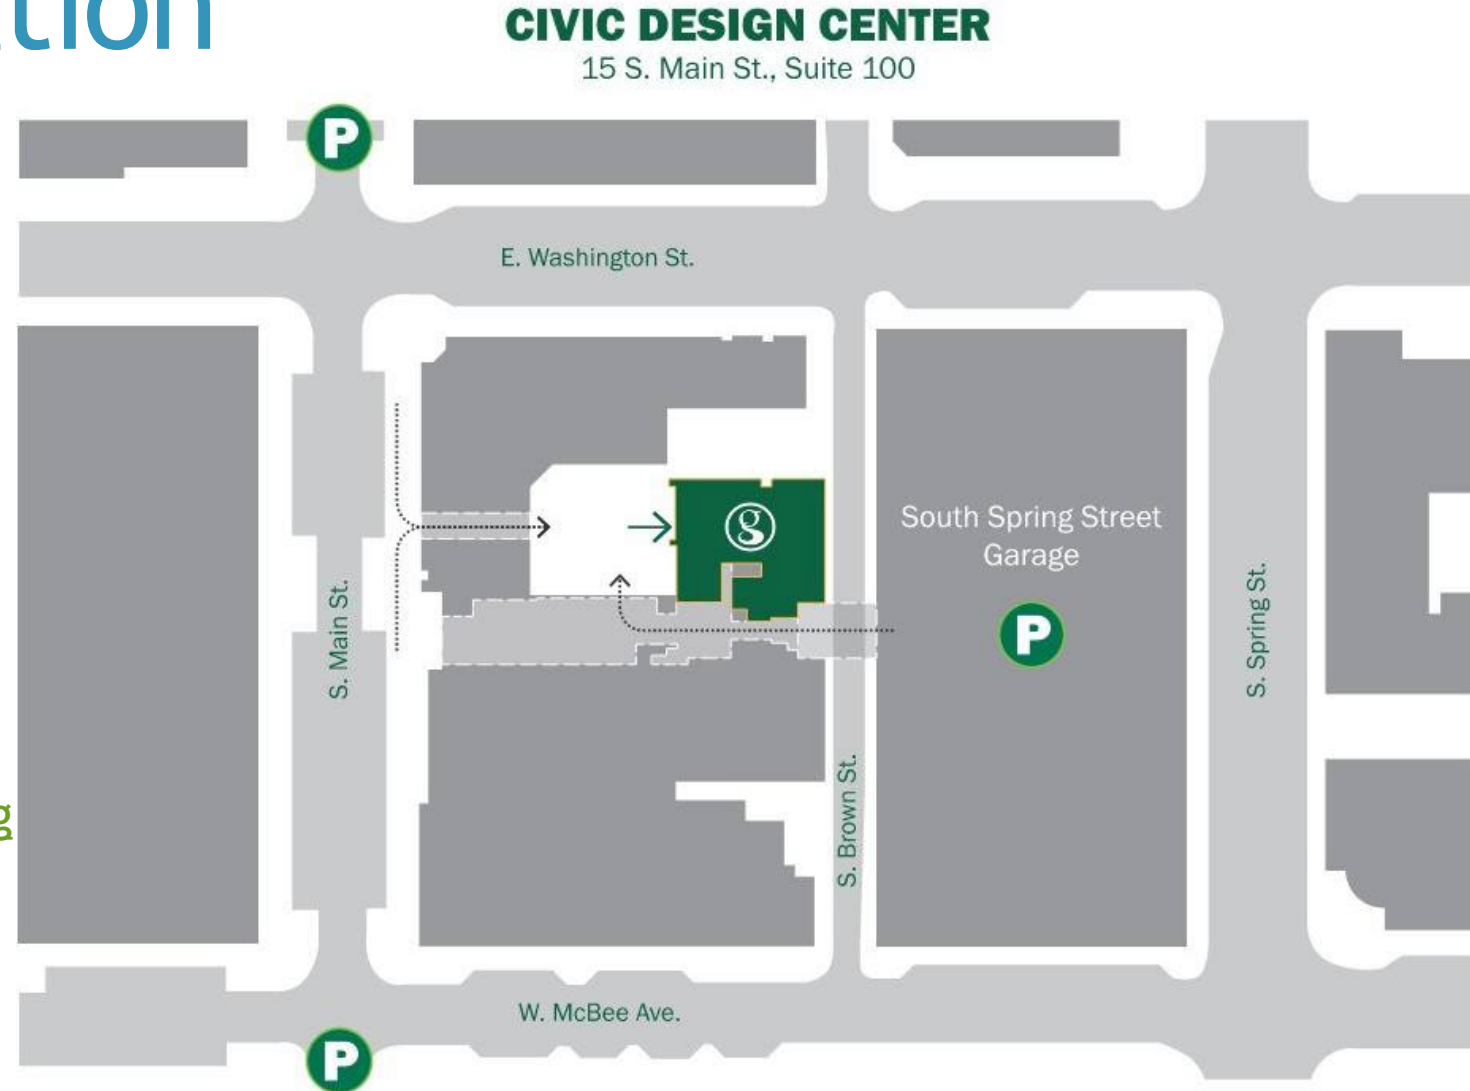 CIVIC DESIGN CENTER
15 S. Main St., Suite 100
P
E. Washington St.
g
South Spring Street
Garage
P
S. Main St.
S. Brown St.
S. Spring St.
W. McBee Ave.
P